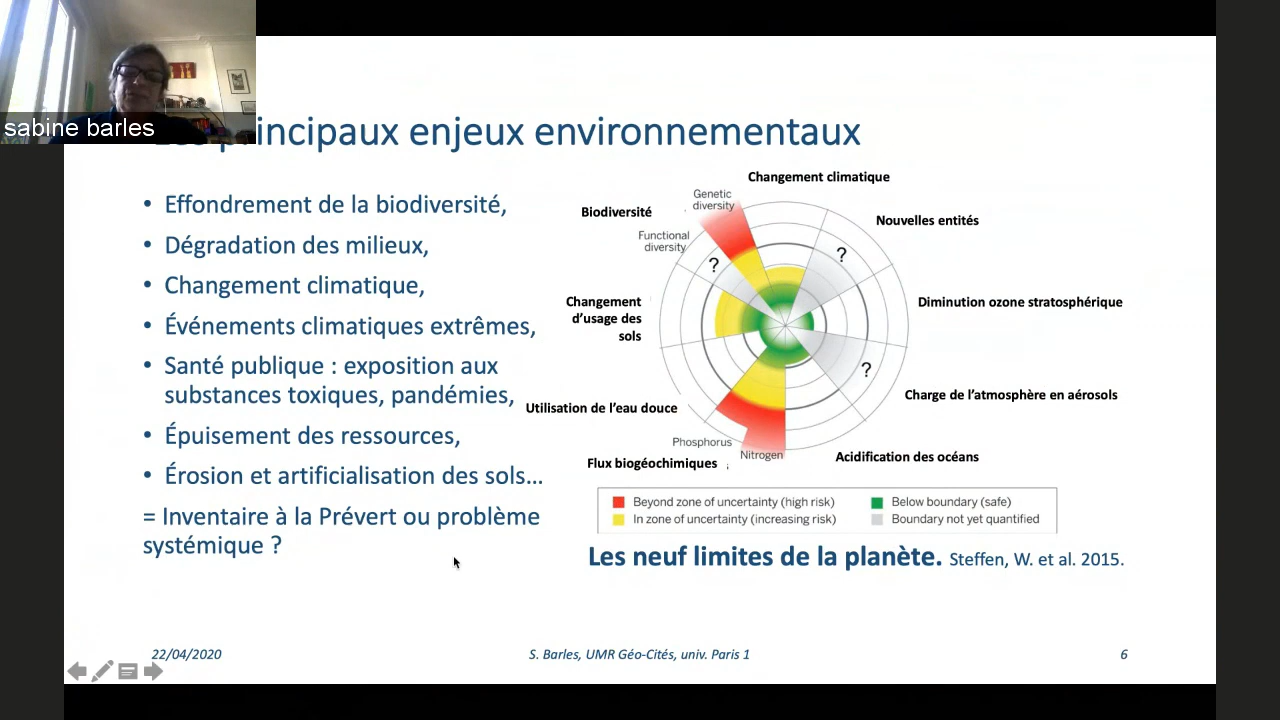 sabine barles
principaux enjeux environnementaux
• Effondrement de la biodiversité,
• Dégradation des milieux,
• Changement climatique,
• Événements climatiques extrêmes,
• Santé publique : exposition aux
substances toxiques, pandémies,
• Épuisement des ressources,
• Érosion et artificialisation des sols…
= Inventaire à la Prévert ou problème
systémique ?
Changement climatique
Genetic
diversity
Biodiversité
Nouvelles entités
Functional
diversity
?
?
Changement
d’usage des
sols
Diminution ozone stratosphérique
?
Charge de l’atmosphère en aérosols
Utilisation de l’eau douce
Phosphorus
Nitrogen
Acidification des océans
Flux biogéochimiques
Beyond zone of uncertainty (high risk)
In zone of uncertainty (increasing risk)
Below boundary (safe)
Boundary not yet quantified
Les neuf limites de la planète. Steffen, W. et al. 2015.
22/04/2020
S. Barles, UMR Géo-Cités, univ. Paris 1
6